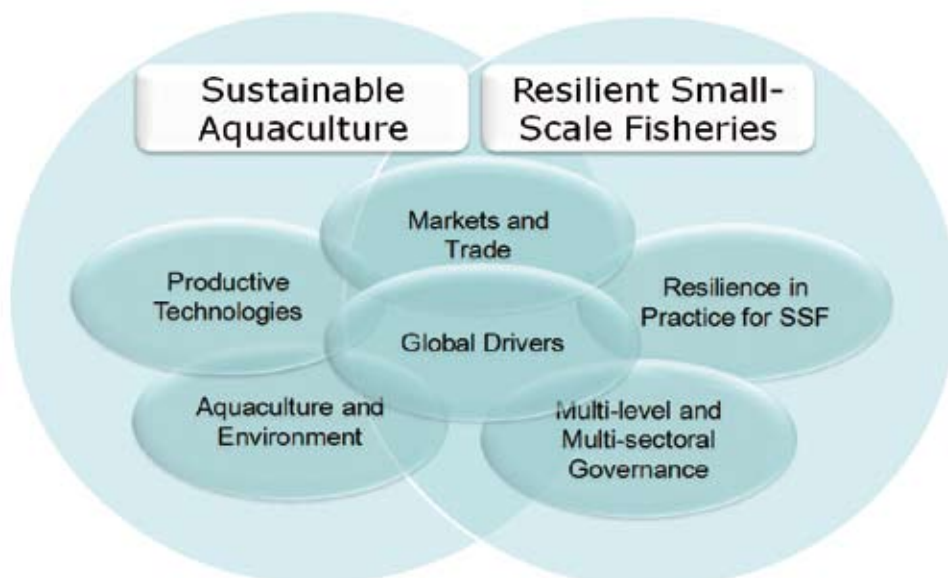 Sustainable
Aquaculture
Resilient Small-
Scale Fisheries
Markets and
Trade
Productive
Technologies
Resilience in
Practice for SSF
Global Drivers
Aquaculture and
Environment
Multi-level and
Multi-sectoral
Governance